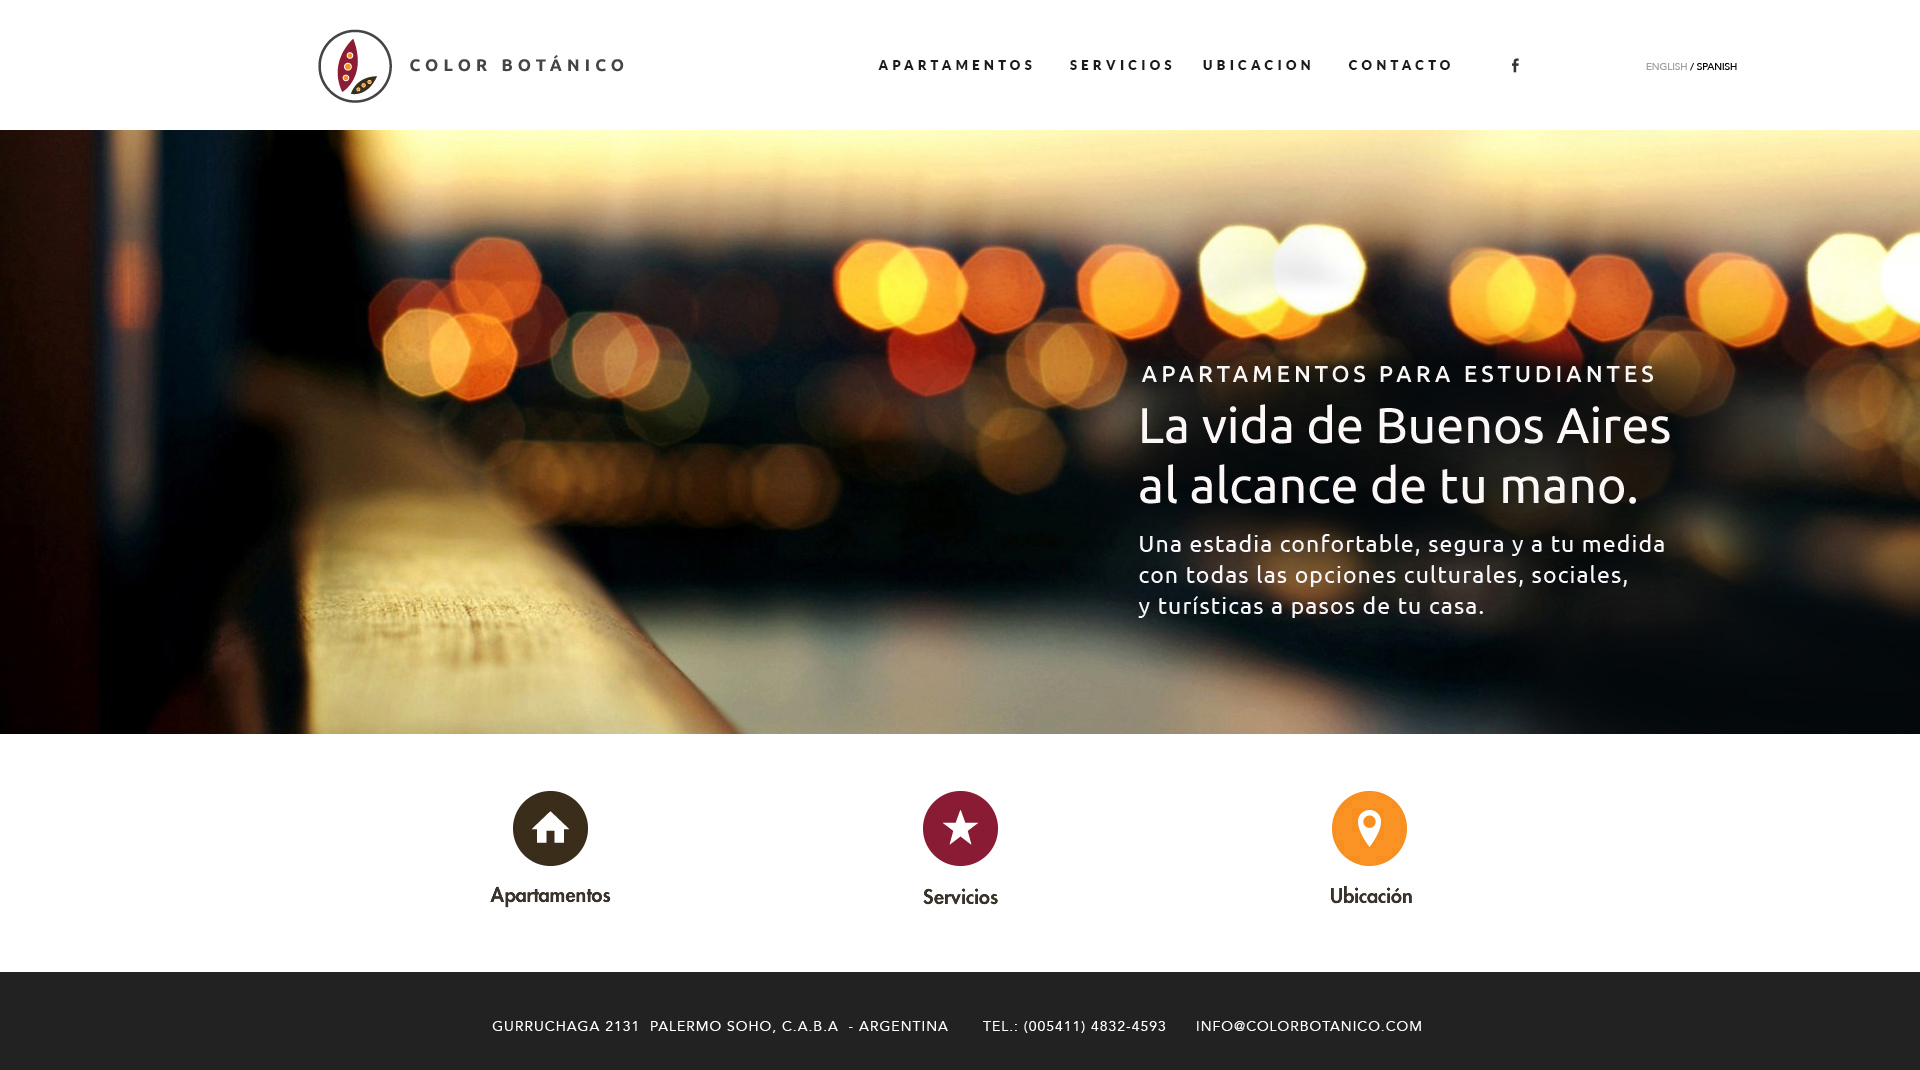 COLOR BOTÁNICO
APARTAMENTOS SERVICIOS UBICACION CONTACTO f ENGLISH / SPANISH
APARTAMENTOS PARA ESTUDIANTES
La vida de Buenos Aires
al alcance de tu mano.
Una estadia confortable, segura y a tu medida
con todas las opciones culturales, sociales,
y turísticas a pasos de tu casa.
Apartamentos Servicios Ubicación
GURRUCHAGA 2131 PALERMO SOHO, C.A.B.A - ARGENTINA TEL.: (005411) 4832-4593 INFO@COLORBOTANICO.COM